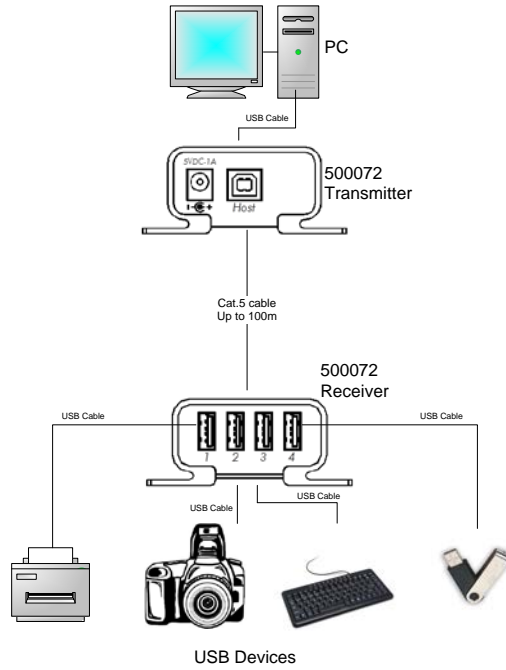 PC
USB Cable
5VDC-1A
Host
500072
Transmitter
Cat.5 cable
Up to 100m
500072
Receiver
USB Cable
USB Cable
1 2 3 4
USB Cable
USB Cable
USB Devices